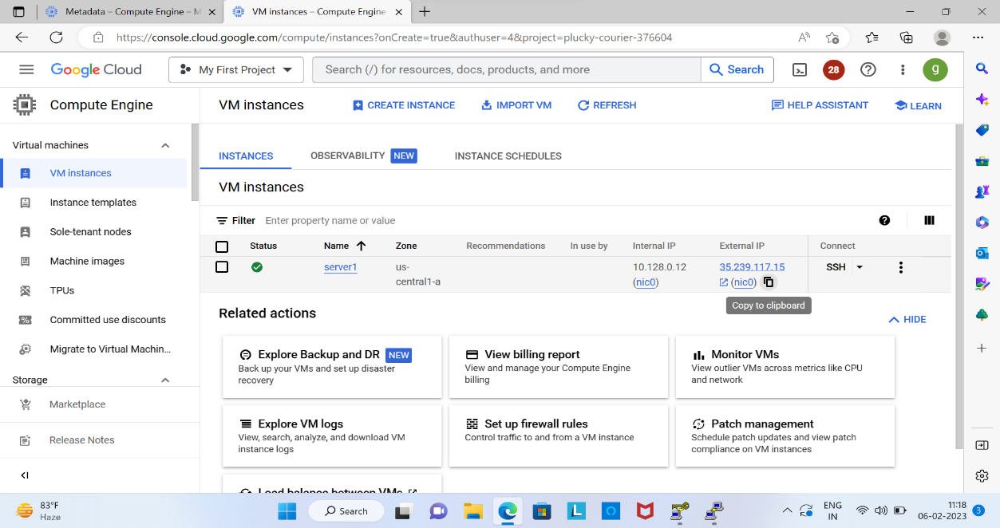 Metadata – Compute Engine – M
VM instances – Compute Engine
https://console.cloud.google.com/compute/instances?onCreate=true&authuser=4&project=plucky-courier-376604
Google Cloud
My First Project
Search (/) for resources, docs, products, and more
Search
28
g
Compute Engine
VM instances
CREATE INSTANCE
IMPORT VM
REFRESH
HELP ASSISTANT
LEARN
Virtual machines
VM instances
Instance templates
Sole-tenant nodes
Machine images
TPUs
Committed use discounts
Migrate to Virtual Machin...
Storage
Marketplace
Release Notes
INSTANCES
OBSERVABILITY NEW
INSTANCE SCHEDULES
VM instances
Filter Enter property name or value
Status Name Zone Recommendations In use by Internal IP External IP Connect
server1 us-central1-a 10.128.0.12 (nic0) 35.239.117.15 (nic0) SSH
Copy to clipboard
Related actions
HIDE
Explore Backup and DR NEW
Back up your VMs and set up disaster
recovery
View billing report
View and manage your Compute Engine
billing
Monitor VMs
View outlier VMs across metrics like CPU
and network
Explore VM logs
View, search, analyze, and download VM
instance logs
Set up firewall rules
Control traffic to and from a VM instance
Patch management
Schedule patch updates and view patch
compliance on VM instances
Load balance between VMs
83°F
Haze
Search
ENG
IN
11:18
06-02-2023
3